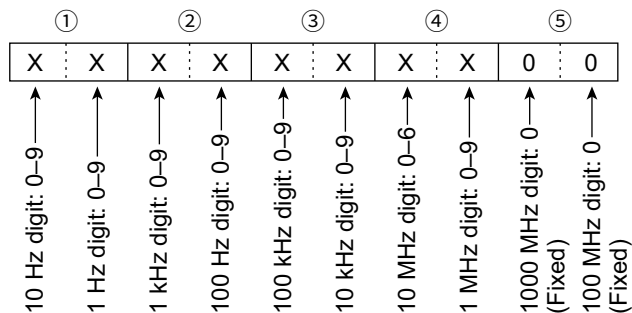 ① ② ③ ④ ⑤
X X X X X X X X 0 0
10 Hz digit: 0–9
1 Hz digit: 0–9
1 kHz digit: 0–9
100 Hz digit: 0–9
100 kHz digit: 0–9
10 kHz digit: 0–9
10 MHz digit: 0–6
1 MHz digit: 0–9
1000 MHz digit: 0
(Fixed)
100 MHz digit: 0
(Fixed)